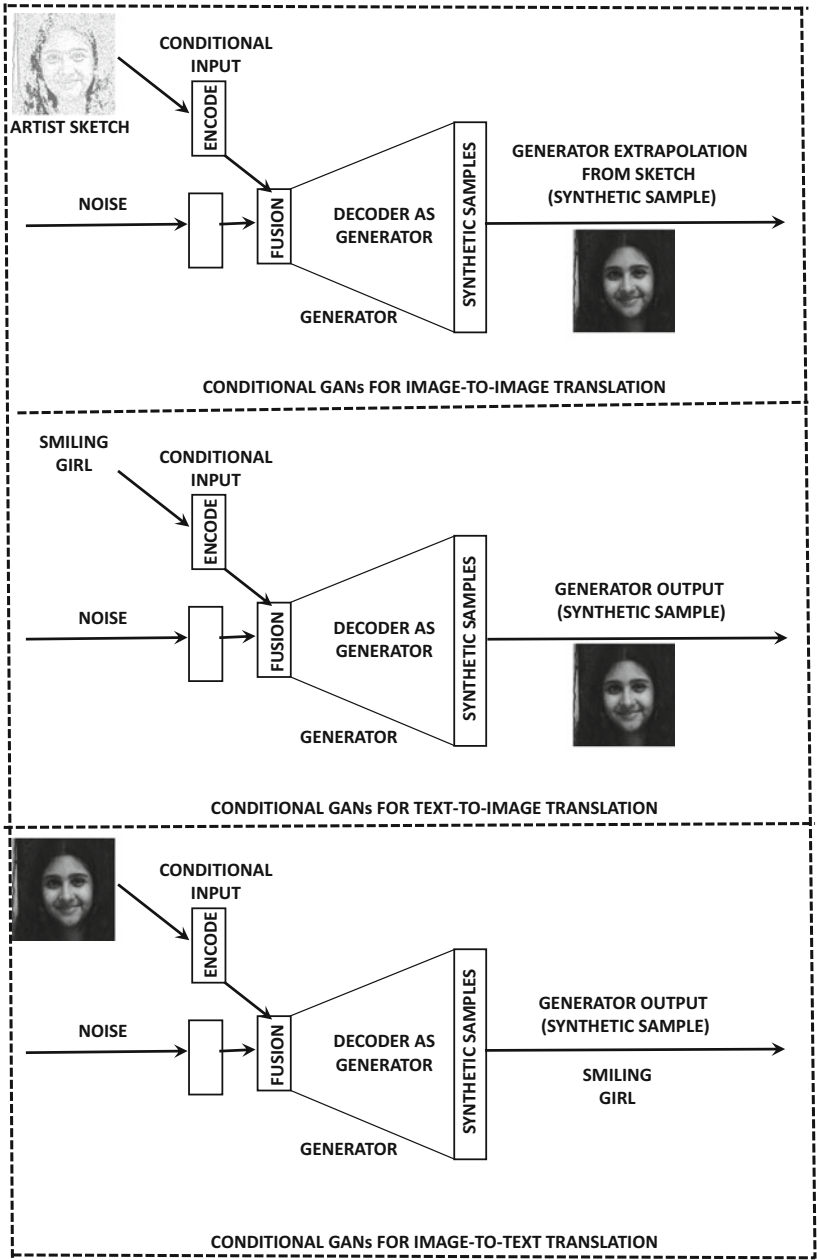 CONDITIONAL
INPUT
ENCODE
ARTIST SKETCH
NOISE
FUSION
DECODER AS
GENERATOR
SYNTHETIC SAMPLES
GENERATOR EXTRAPOLATION
FROM SKETCH
(SYNTHETIC SAMPLE)
GENERATOR
CONDITIONAL GANs FOR IMAGE-TO-IMAGE TRANSLATION
SMILING
GIRL
CONDITIONAL
INPUT
ENCODE
NOISE
FUSION
DECODER AS
GENERATOR
SYNTHETIC SAMPLES
GENERATOR OUTPUT
(SYNTHETIC SAMPLE)
GENERATOR
CONDITIONAL GANs FOR TEXT-TO-IMAGE TRANSLATION
CONDITIONAL
INPUT
ENCODE
NOISE
FUSION
DECODER AS
GENERATOR
SYNTHETIC SAMPLES
GENERATOR OUTPUT
(SYNTHETIC SAMPLE)
SMILING
GIRL
GENERATOR
CONDITIONAL GANs FOR IMAGE-TO-TEXT TRANSLATION